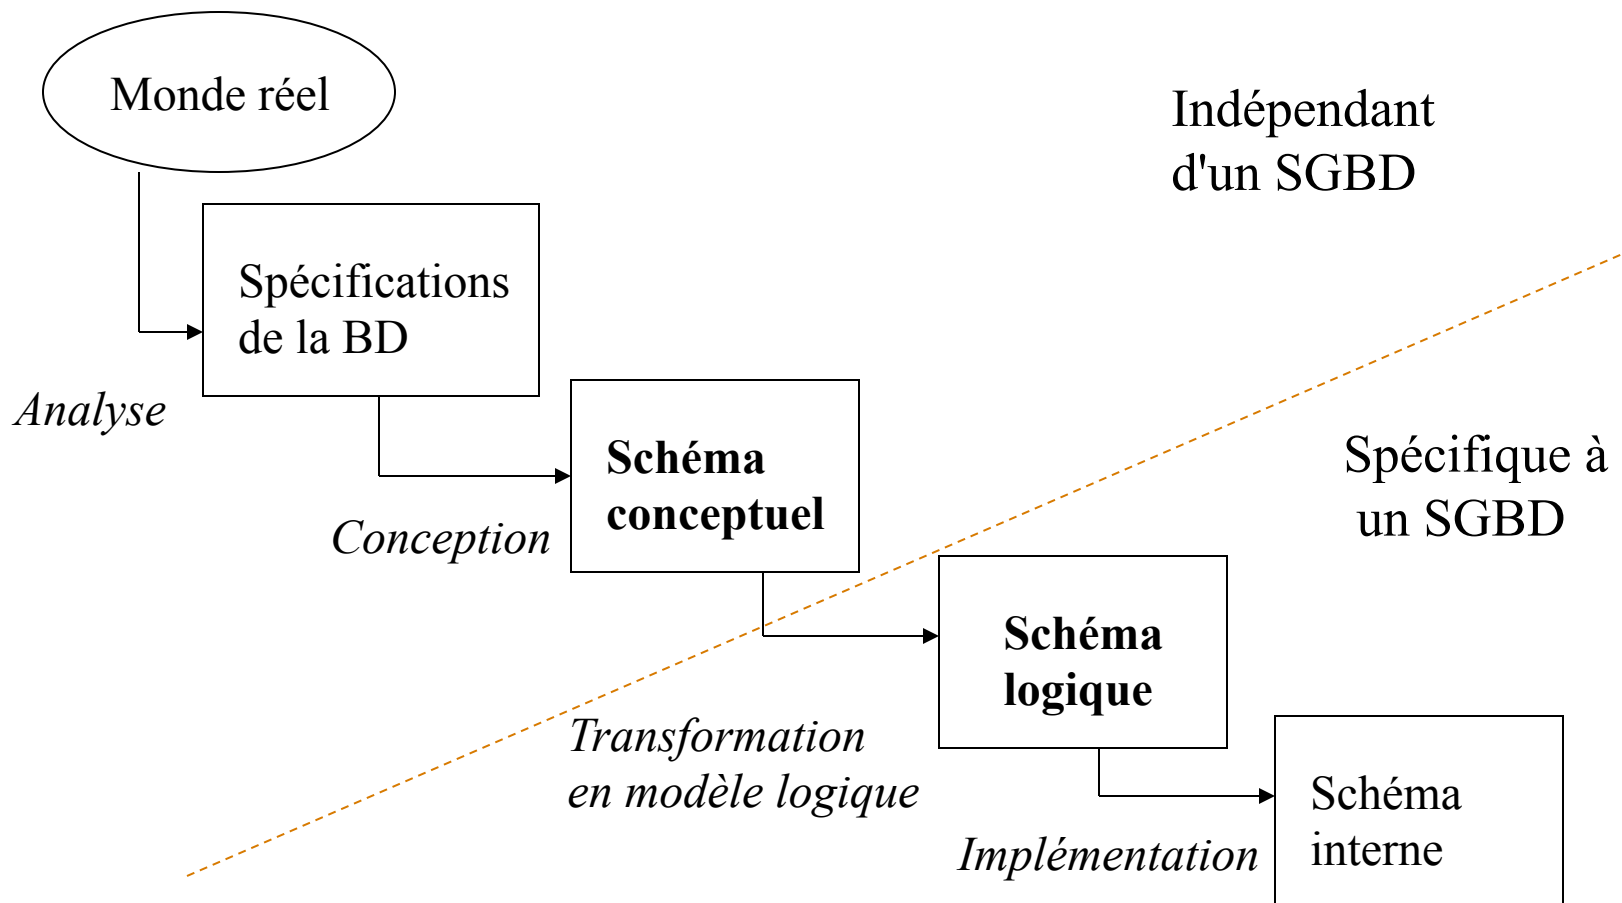 Monde réel
Indépendant
d'un SGBD
Spécifications
de la BD
Analyse
Schéma
conceptuel
Conception
Spécifique à
un SGBD
Schéma
logique
Transformation
en modèle logique
Schéma
interne
Implémentation